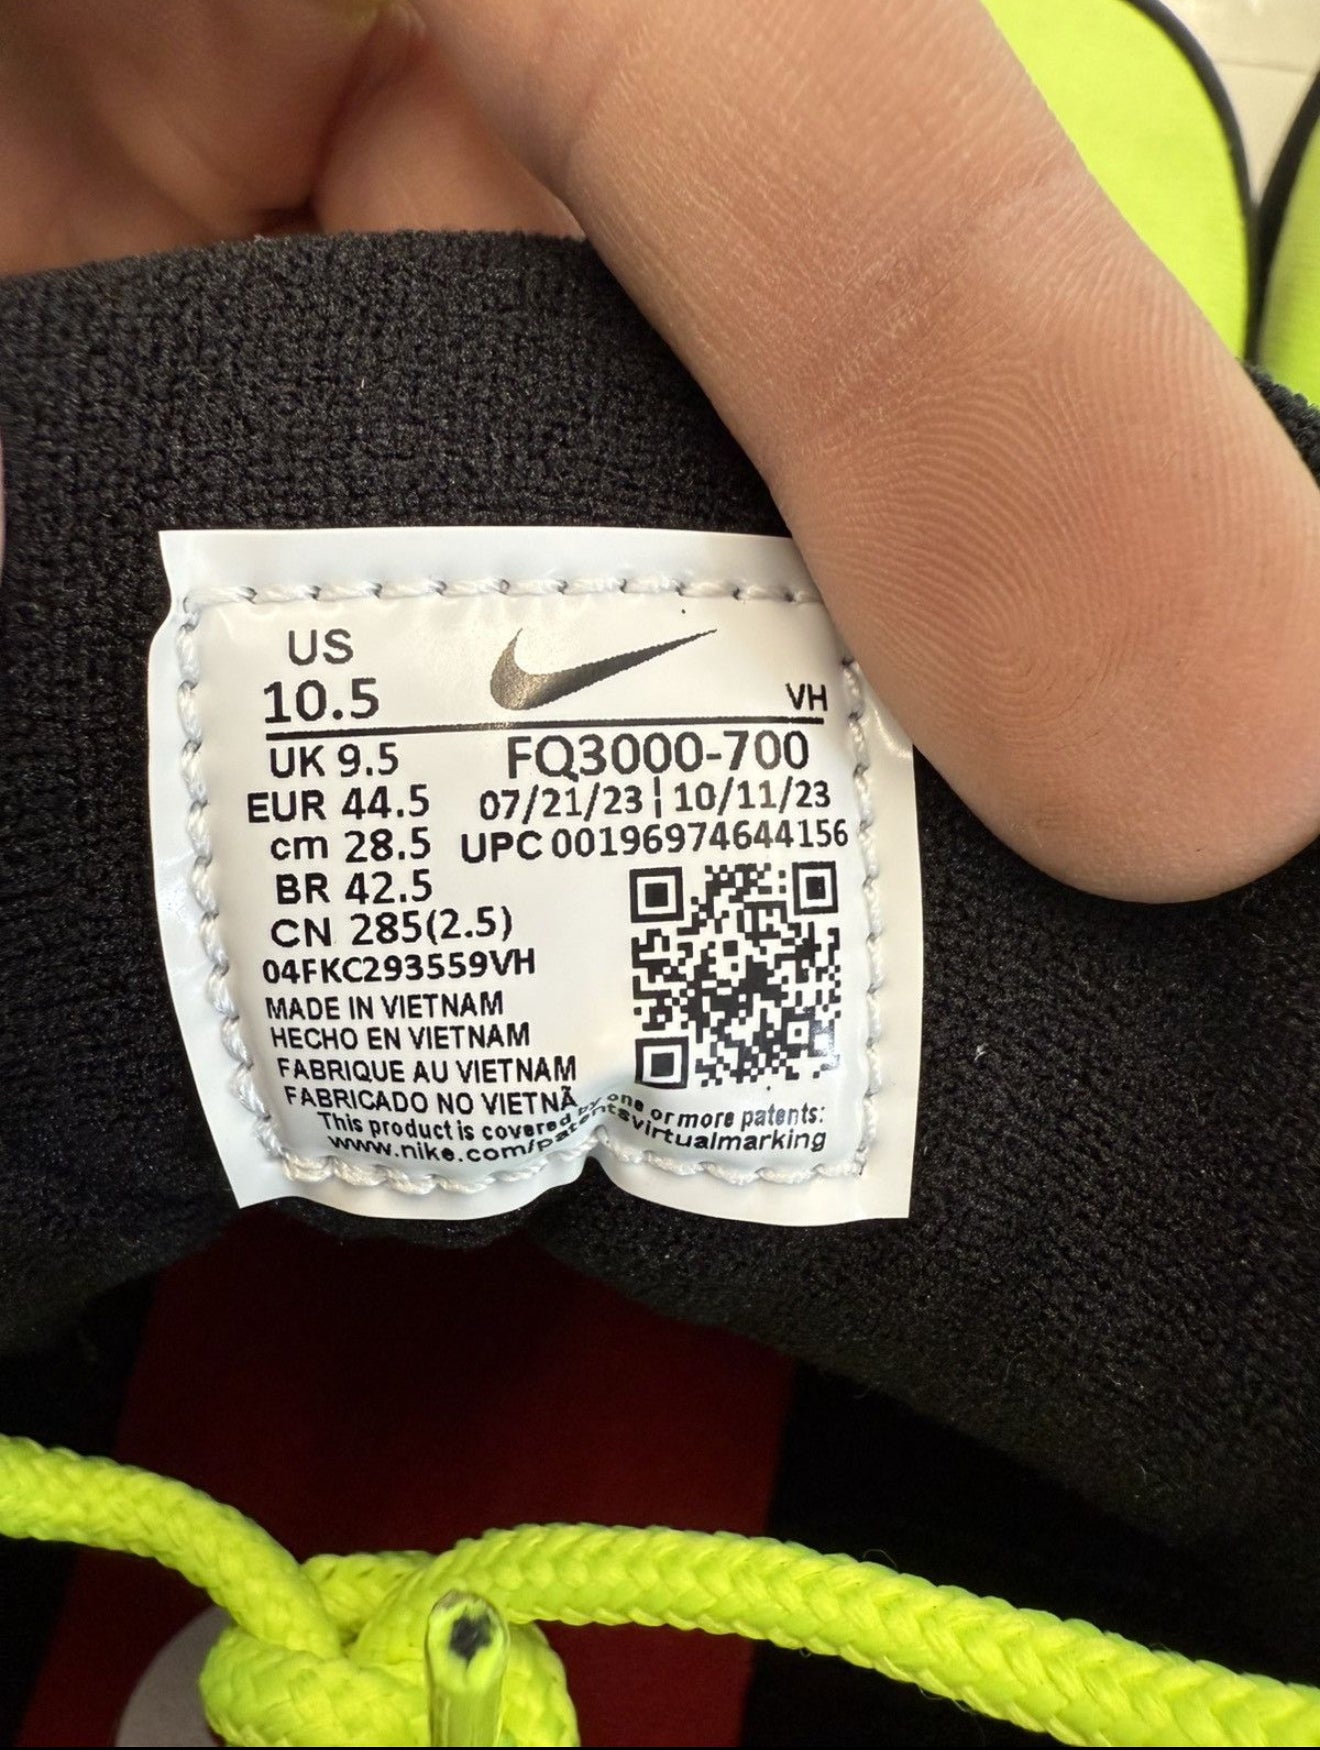 US
10.5
VH
UK 9.5
FQ3000-700
EUR 44.5
07/21/23 | 10/11/23
cm 28.5
UPC 00196974644156
BR 42.5
CN 285(2.5)
04FKC293559VH
MADE IN VIETNAM
HECHO EN VIETNAM
FABRIQUE AU VIETNAM
FABRICADO NO VIETNÃ
This product is covered by one or more patents:
www.nike.com/patentsvirtualmarking